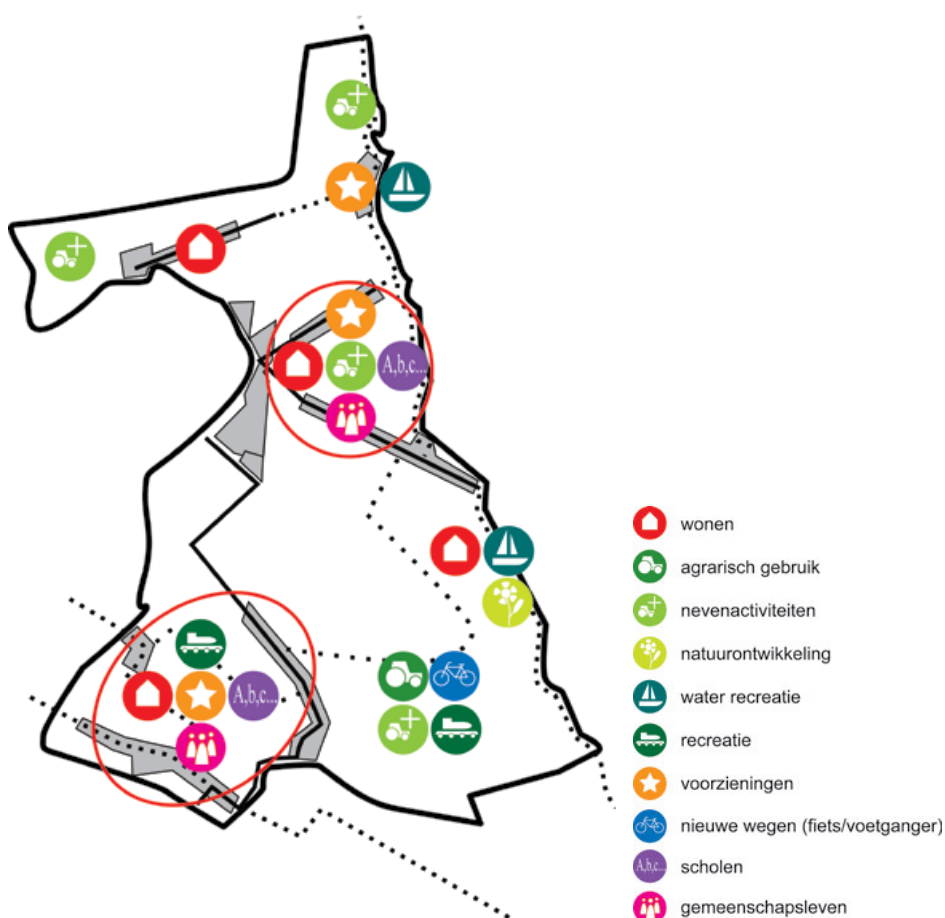 A,b,c...
A,b,c...
wonen
agrarisch gebruik
nevenactiviteiten
natuurontwikkeling
water recreatie
recreatie
voorzieningen
nieuwe wegen (fiets/voetganger)
A,b,c... scholen
gemeenschapsleven